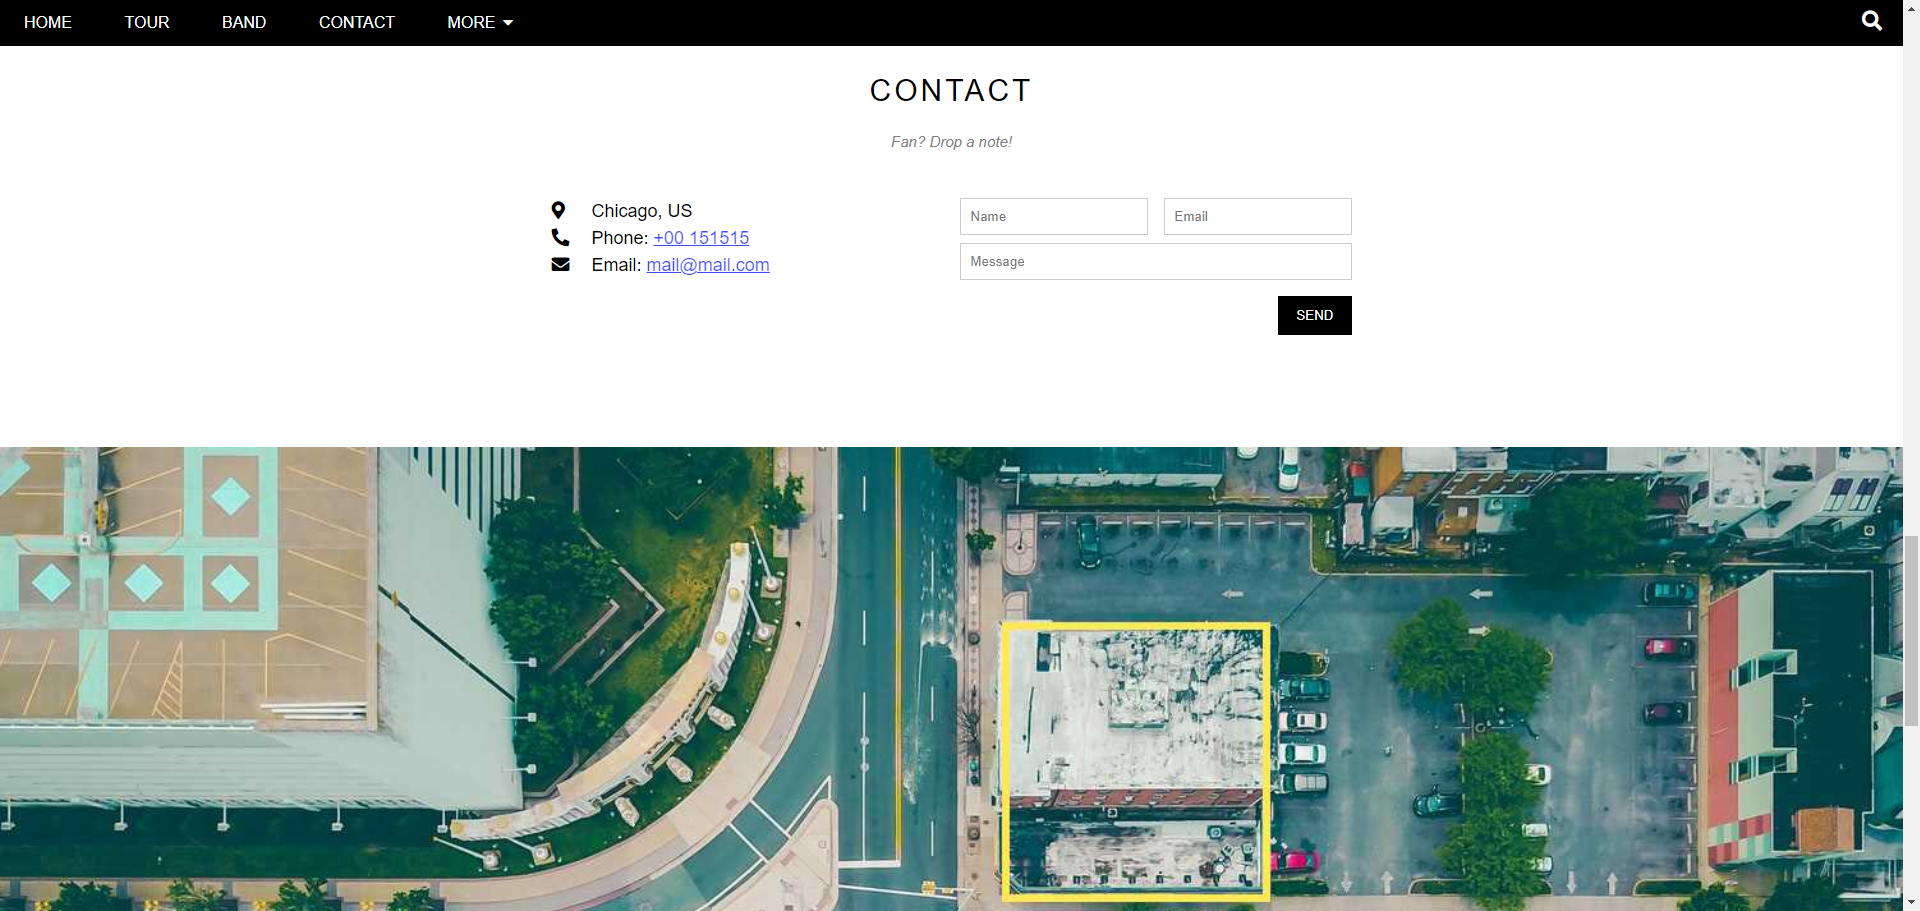 HOME TOUR BAND CONTACT MORE
CONTACT
Fan? Drop a note!
Chicago, US
Phone: +00 151515
Email: mail@mail.com
Name Email
Message
SEND